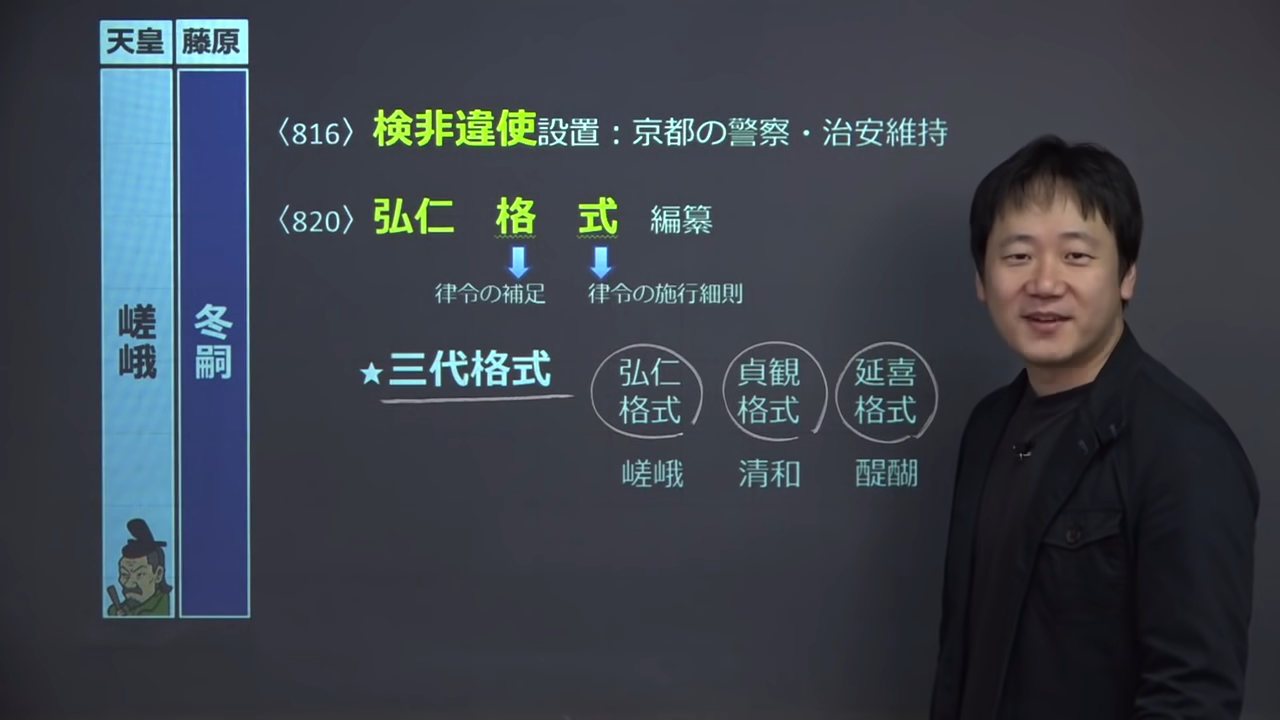 天皇 藤原
嵯峨
冬嗣
〈816〉検非違使設置：京都の警察・治安維持
〈820〉弘仁 格 式 編纂
律令の補足 律令の施行細則
★三代格式
弘仁格式 貞観格式 延喜格式
嵯峨 清和 醍醐